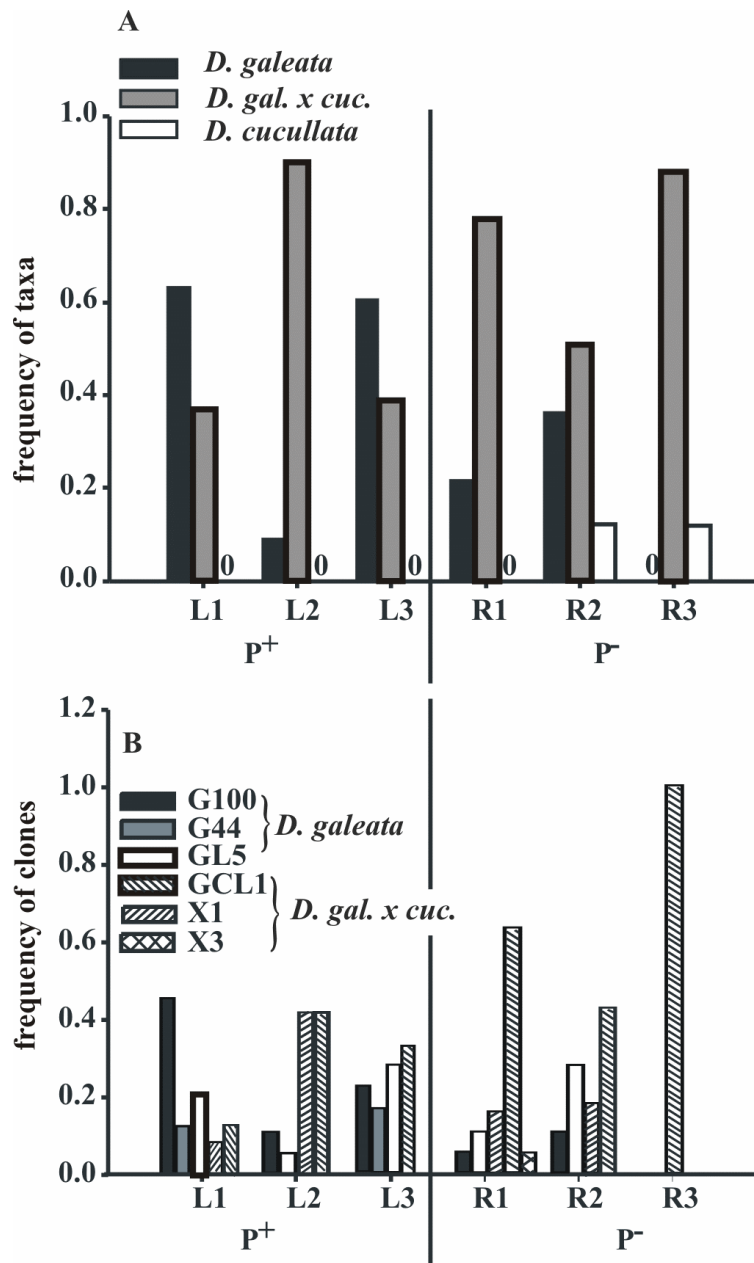 A
D. galeata
D. gal. x cuc.
D. cucullata
frequency of taxa
1.0
0.8
0.6
0.4
0.2
0.0
0 0 0 0 0
L1 L2 L3 R1 R2 R3
P+ P-
B
frequency of clones
1.2
1.0
0.8
0.6
0.4
0.2
0.0
G100
G44
GL5
D. galeata
GCL1
X1
X3
D. gal. x cuc.
L1 L2 L3 R1 R2 R3
P+ P-